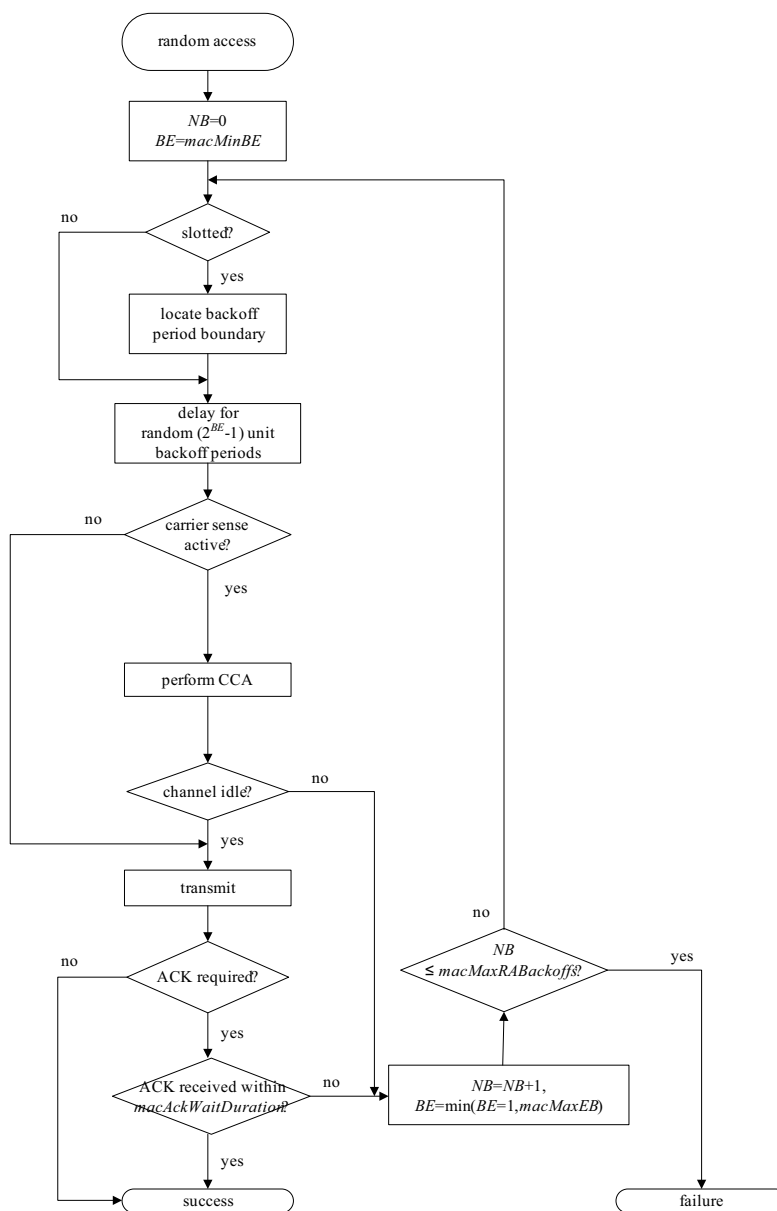 random access
NB=0
BE=macMinBE
no
slotted?
yes
locate backoff
period boundary
delay for
random (2^BE-1) unit
backoff periods
no
carrier sense
active?
yes
perform CCA
channel idle?
no
yes
transmit
no
NB
≤ macMaxRABackoffs?
yes
no
ACK required?
yes
ACK received within
macAckWaitDuration?
no
NB=NB+1,
BE=min(BE=1,macMaxEB)
yes
success
failure